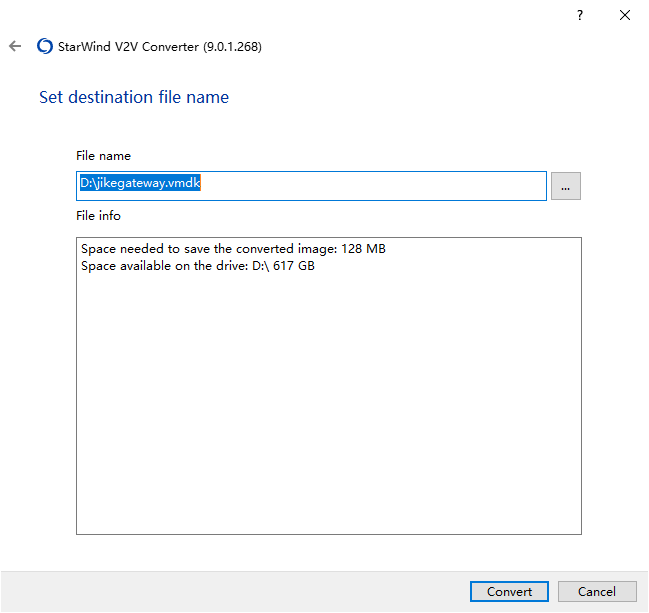 ?
StarWind V2V Converter (9.0.1.268)
Set destination file name
File name
D:\jikegateway.vmdk
...
File info
Space needed to save the converted image: 128 MB
Space available on the drive: D:\ 617 GB
Convert
Cancel